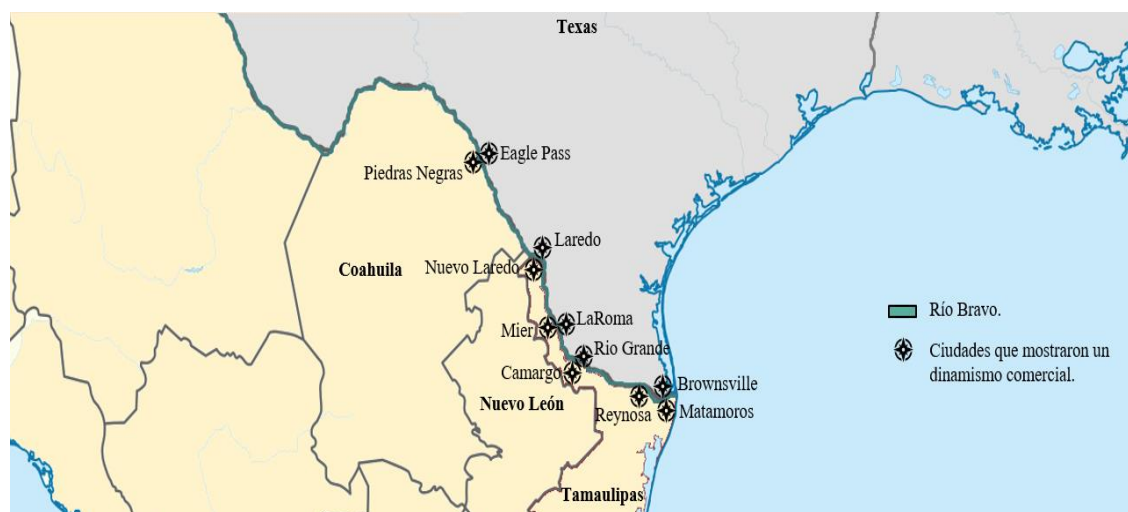 Texas
Eagle Pass
Piedras Negras
Laredo
Coahuila
Nuevo Laredo
LaRoma
Mier
Rio Grande
Camargo
Brownsville
Nuevo León
Reynosa
Matamoros
Tamaulipas
Río Bravo.
Ciudades que mostraron un
dinamismo comercial.